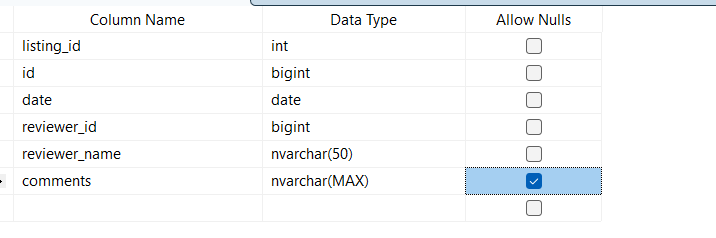 Column Name Data Type Allow Nulls
listing_id int
id bigint
date date
reviewer_id bigint
reviewer_name nvarchar(50)
comments nvarchar(MAX)